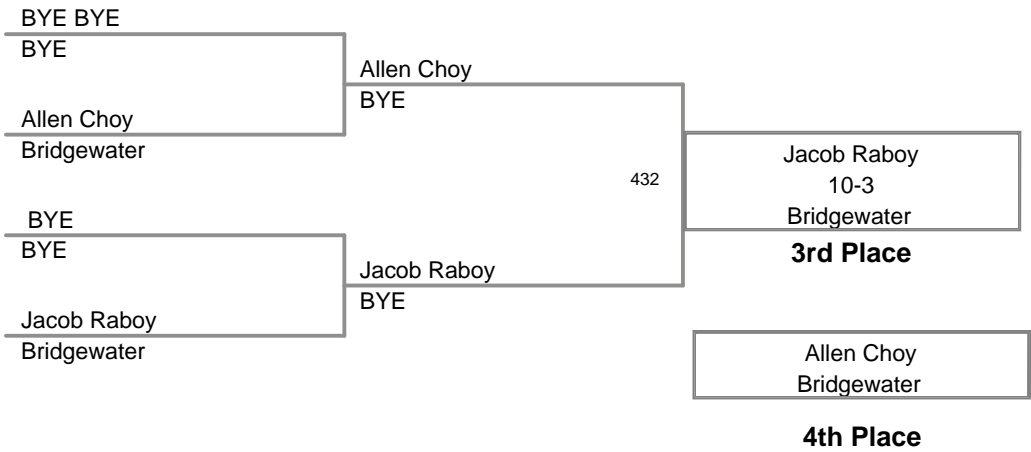 BYE BYE
BYE
Allen Choy
BYE
Allen Choy
Bridgewater
Jacob Raboy
432
10-3
Bridgewater
BYE
BYE
3rd Place
Jacob Raboy
BYE
Jacob Raboy
Bridgewater
Allen Choy
Bridgewater
4th Place